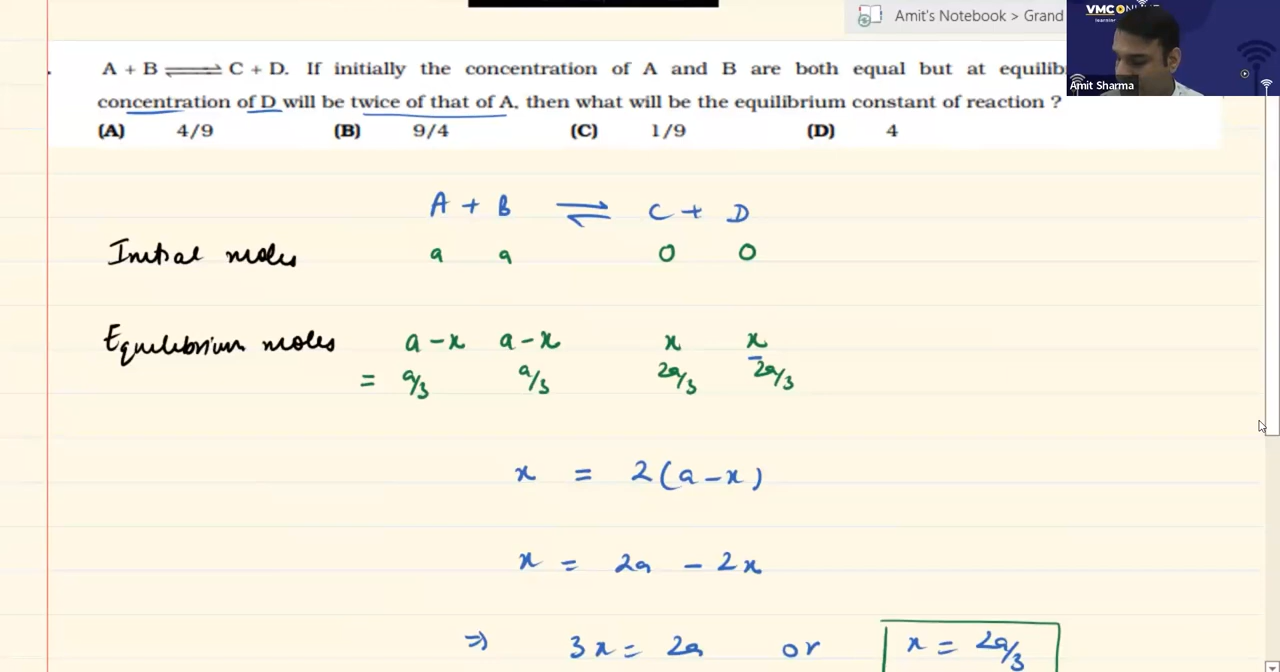 Amit's Notebook > Grand
VMC ON
Amit Sharma
A + B ⇌ C + D. If initially the concentration of A and B are both equal but at equilib
concentration of D will be twice of that of A, then what will be the equilibrium constant of reaction ?
(A) 4/9 (B) 9/4 (C) 1/9 (D) 4
A + B ⇌ C + D
Initial moles a a 0 0
Equilibrium moles a - x a - x x x
= a/3 a/3 2a/3 2a/3
x = 2(a - x)
x = 2a - 2x
⇒ 3x = 2a or x = 2a/3